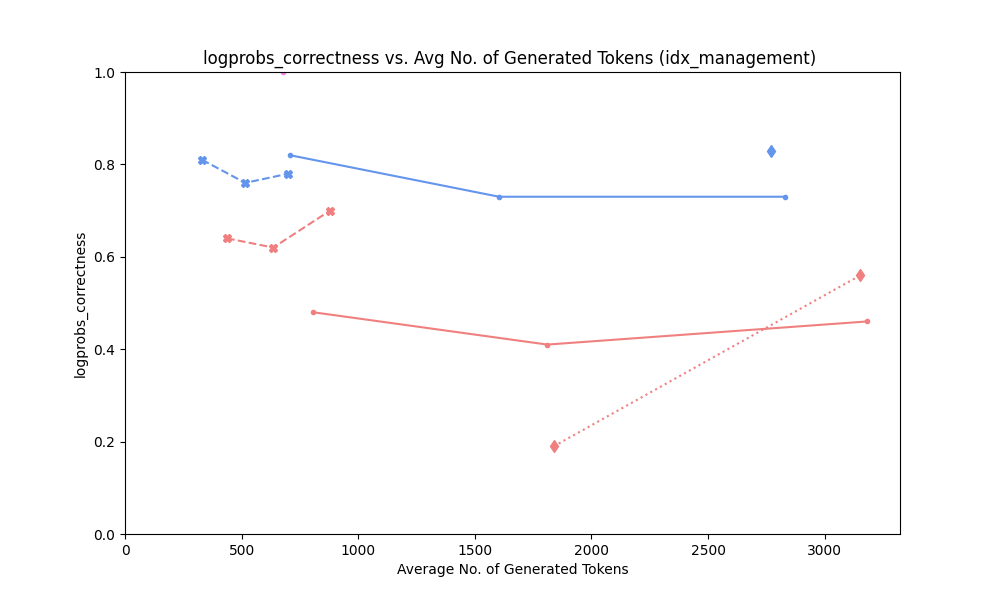 logprobs_correctness vs. Avg No. of Generated Tokens (idx_management)
1.0
0.8
0.6
0.4
0.2
0.0
logprobs_correctness
0 500 1000 1500 2000 2500 3000
Average No. of Generated Tokens